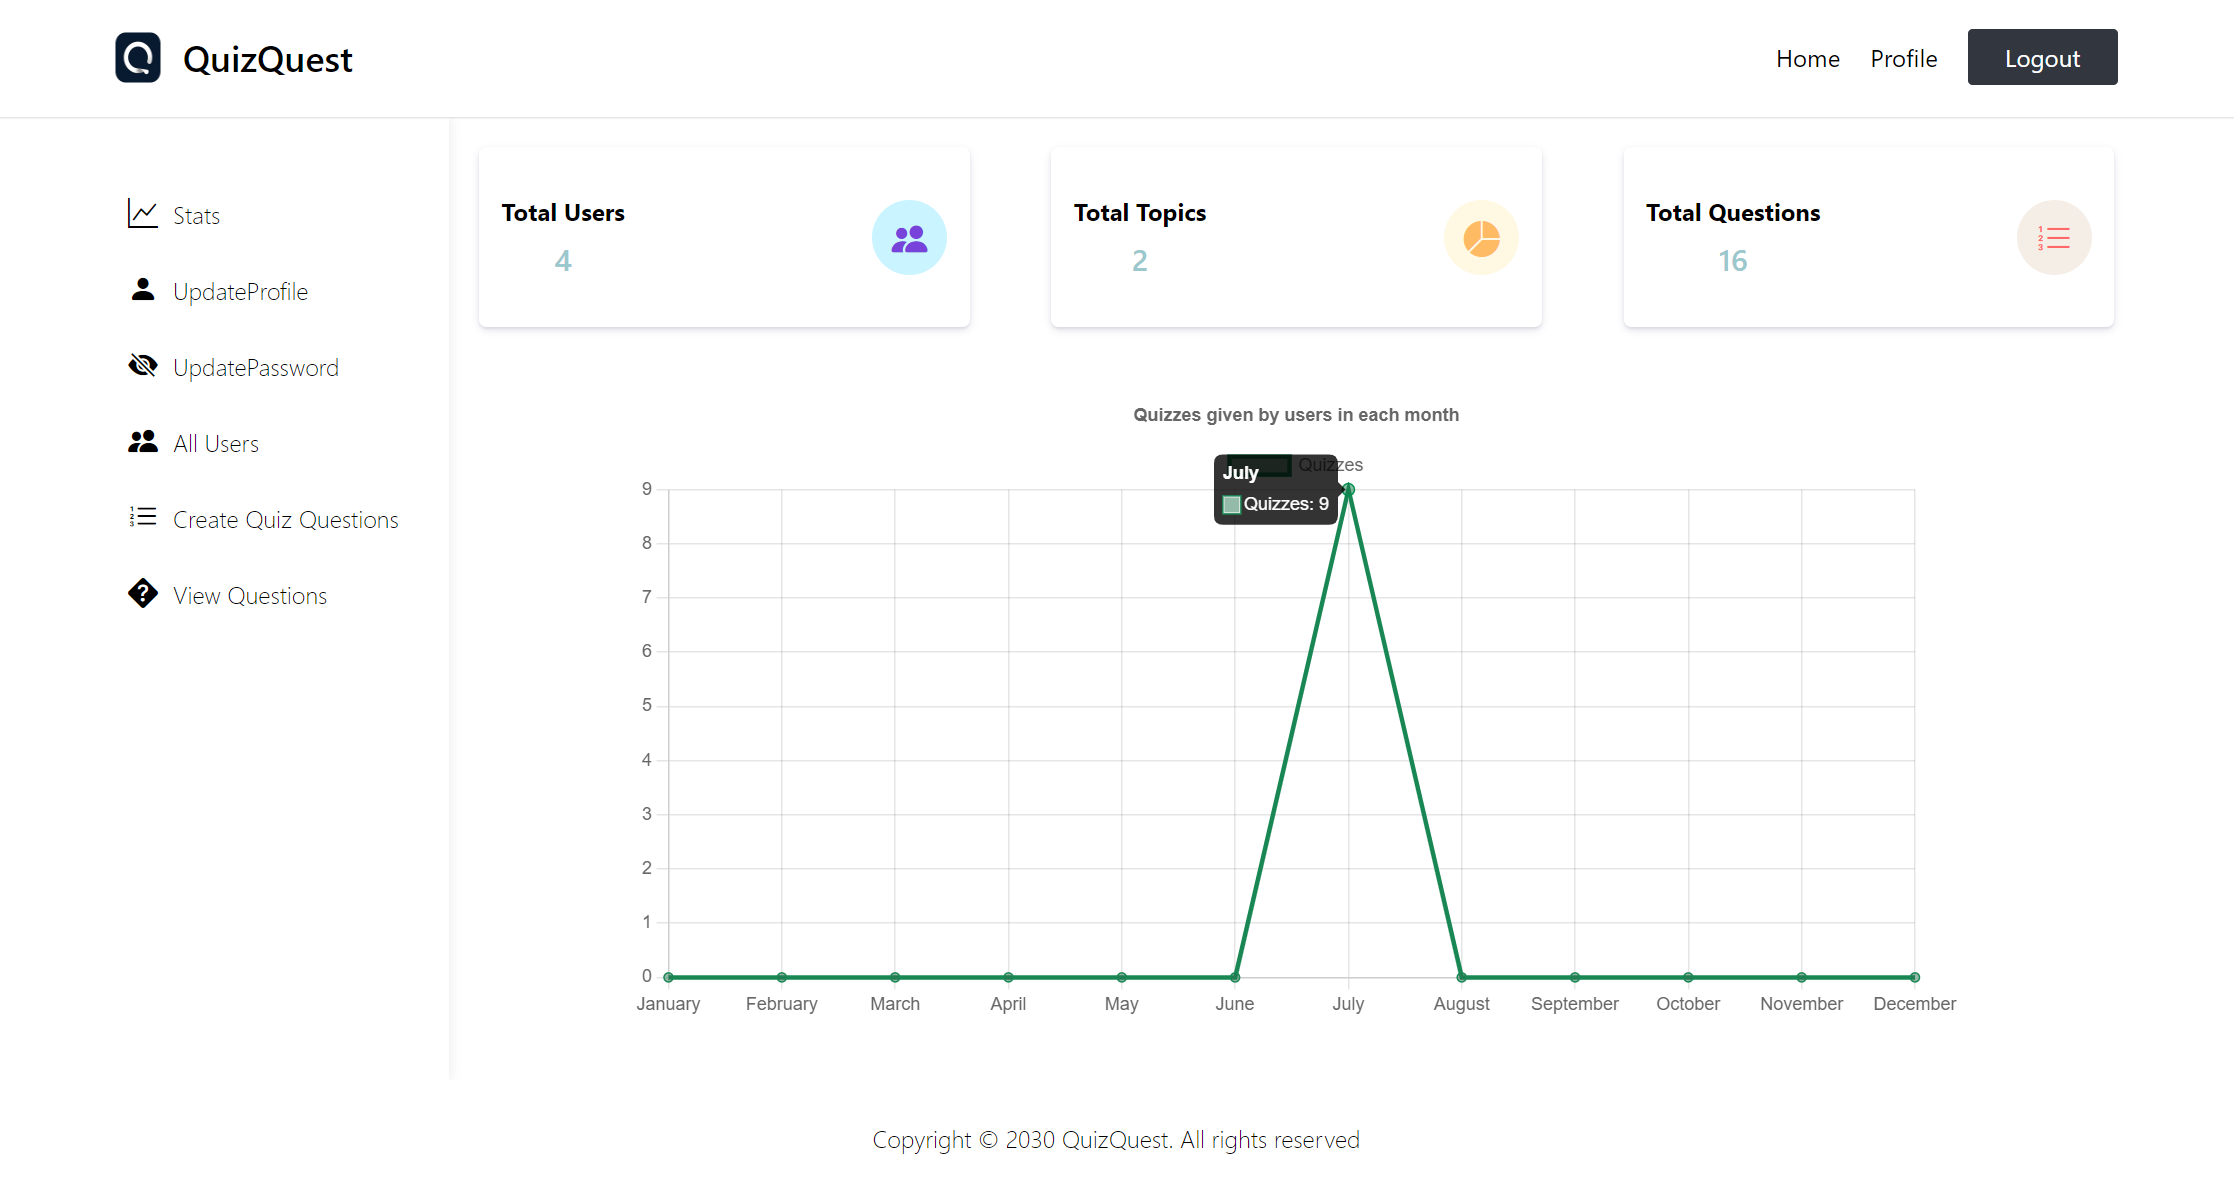 QuizQuest
Home Profile Logout
Stats
UpdateProfile
UpdatePassword
All Users
Create Quiz Questions
View Questions
Total Users
4
Total Topics
2
Total Questions
16
Quizzes given by users in each month
Quizzes
July
Quizzes: 9
9
8
7
6
5
4
3
2
1
0
January February March April May June July August September October November December
Copyright © 2030 QuizQuest. All rights reserved